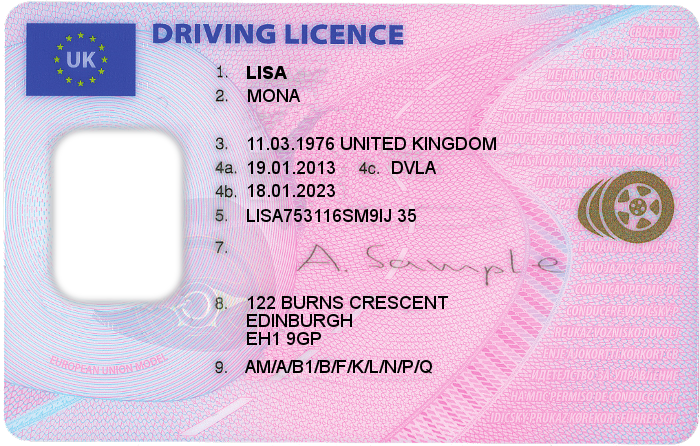 DRIVING LICENCE
UK
1. LISA
2. MONA
3. 11.03.1976 UNITED KINGDOM
4a. 19.01.2013 4c. DVLA
4b. 18.01.2023
5. LISA753116SM9IJ 35
7. A. Sample
8. 122 BURNS CRESCENT
EDINBURGH
EH1 9GP
EUROPEAN UNION MODEL
9. AM/A/B1/B/F/K/L/N/P/Q